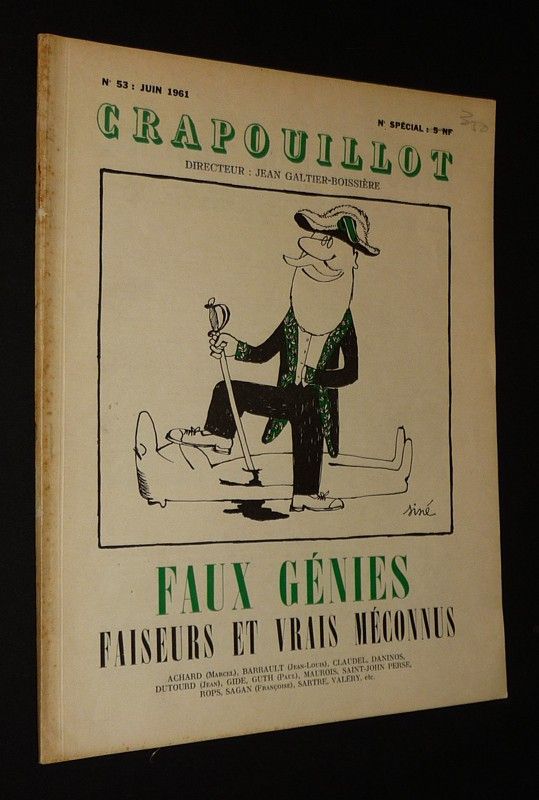 N° 53 : JUIN 1961
N° SPÉCIAL : 5 NF
CRAPOUILLOT
DIRECTEUR : JEAN GALTIER-BOISSIÈRE
siné
FAUX GÉNIES
FAISEURS ET VRAIS MÉCONNUS
ACHARD (Marcel), BARRAULT (Jean-Louis), CLAUDEL, DANINOS,
DUTOURD (Jean), GIDE, GUTH (Paul), MAUROIS, SAINT-JOHN PERSE,
ROPS, SAGAN (Françoise), SARTRE, VALÉRY, etc.